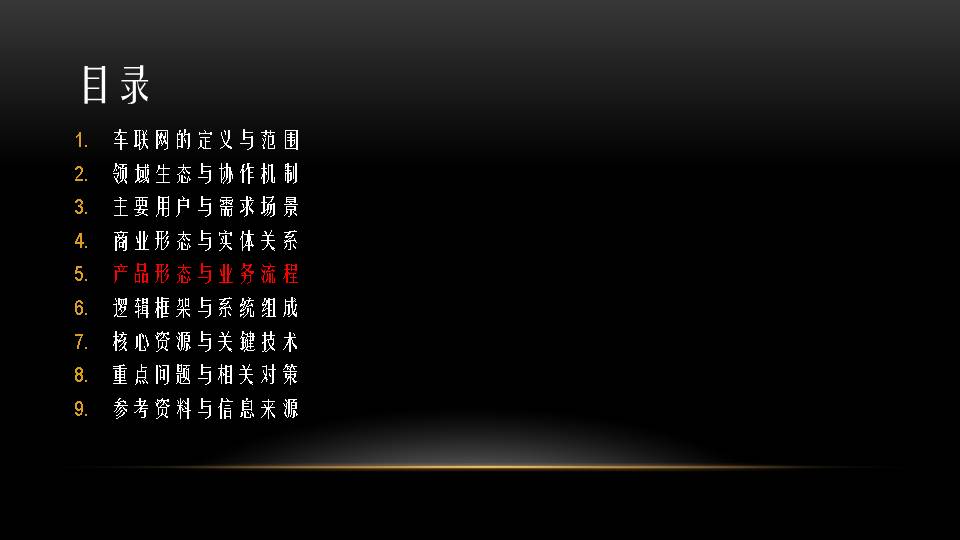 目录
1. 车联网的定义与范围
2. 领域生态与协作机制
3. 主要用户与需求场景
4. 商业形态与实体关系
5. 产品形态与业务流程
6. 逻辑框架与系统组成
7. 核心资源与关键技术
8. 重点问题与相关对策
9. 参考资料与信息来源